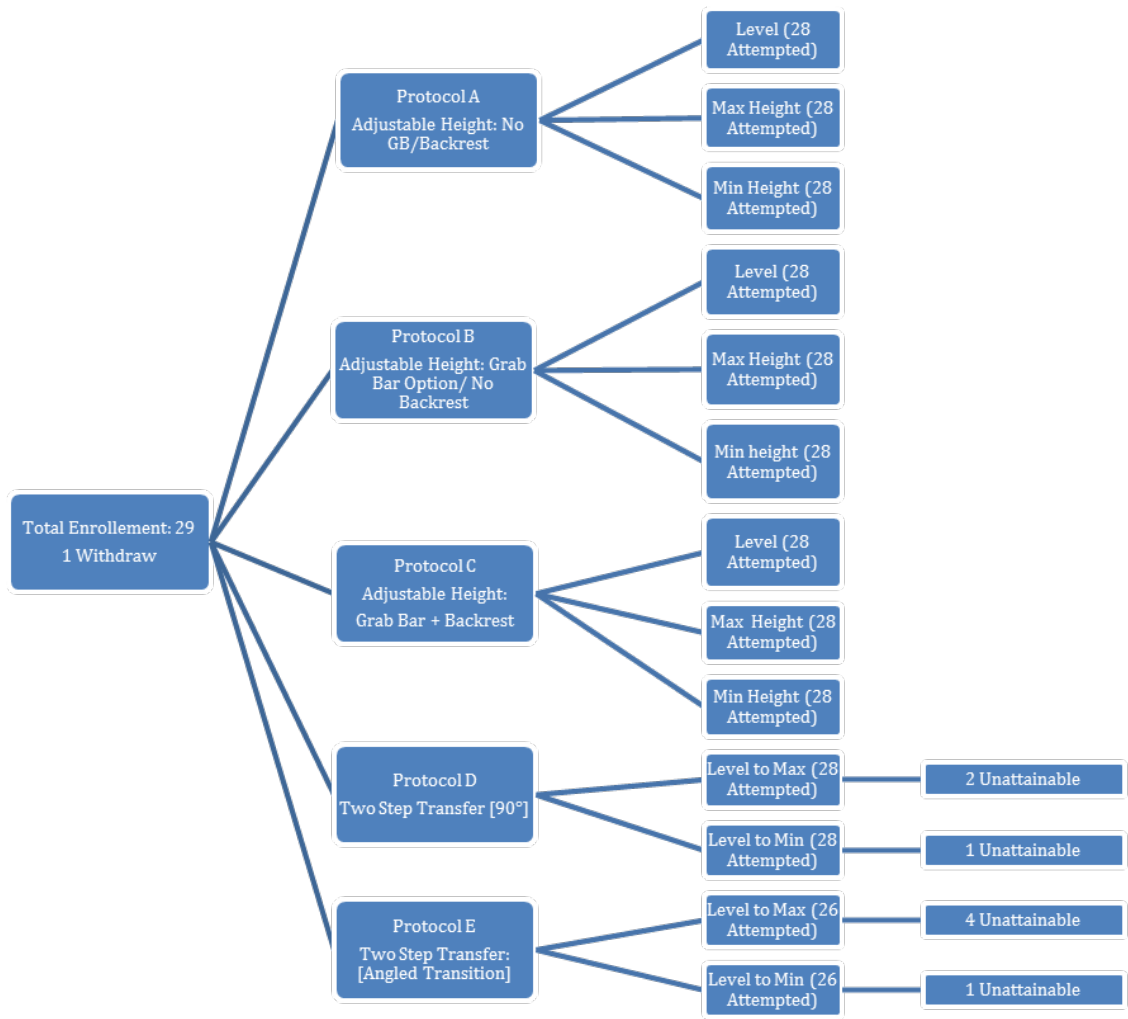 Total Enrollement: 29
1 Withdraw
Protocol A
Adjustable Height: No
GB/Backrest
Level (28
Attempted)
Max Height (28
Attempted)
Min Height (28
Attempted)
Protocol B
Adjustable Height: Grab
Bar Option/ No
Backrest
Level (28
Attempted)
Max Height (28
Attempted)
Min height (28
Attempted)
Protocol C
Adjustable Height:
Grab Bar + Backrest
Level (28
Attempted)
Max Height (28
Attempted)
Min Height (28
Attempted)
Protocol D
Two Step Transfer [90°]
Level to Max (28
Attempted)
2 Unattainable
Level to Min (28
Attempted)
1 Unattainable
Protocol E
Two Step Transfer:
[Angled Transition]
Level to Max (26
Attempted)
4 Unattainable
Level to Min (26
Attempted)
1 Unattainable